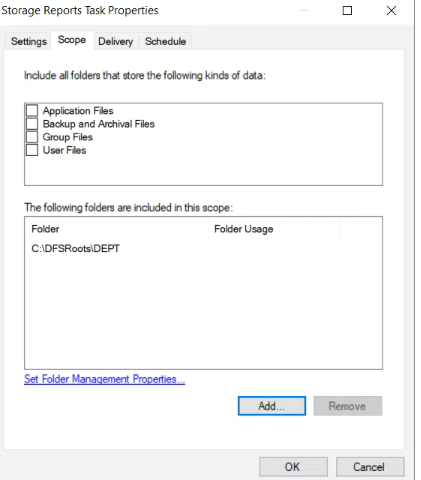 Storage Reports Task Properties
Settings Scope Delivery Schedule
Include all folders that store the following kinds of data:
Application Files
Backup and Archival Files
Group Files
User Files
The following folders are included in this scope:
Folder Folder Usage
C:\DFSRoots\DEPT
Set Folder Management Properties...
Add... Remove
OK Cancel